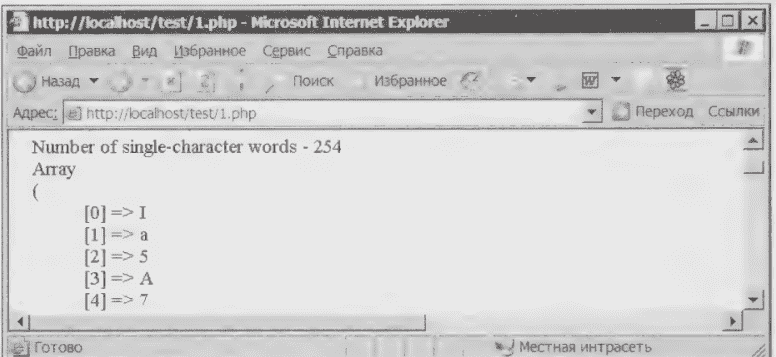 http://localhost/test/1.php - Microsoft Internet Explorer
Файл Правка Вид Избранное Сервис Справка
Назад Поиск Избранное
Адрес: http://localhost/test/1.php Переход Ссылки
Number of single-character words - 254
Array
(
[0] => I
[1] => a
[2] => 5
[3] => A
[4] => 7
Готово Местная интрасеть